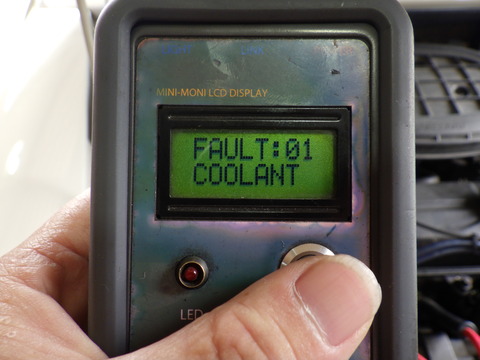 MINI-MONI LCD DISPLAY
FAULT:01
COOLANT
LED